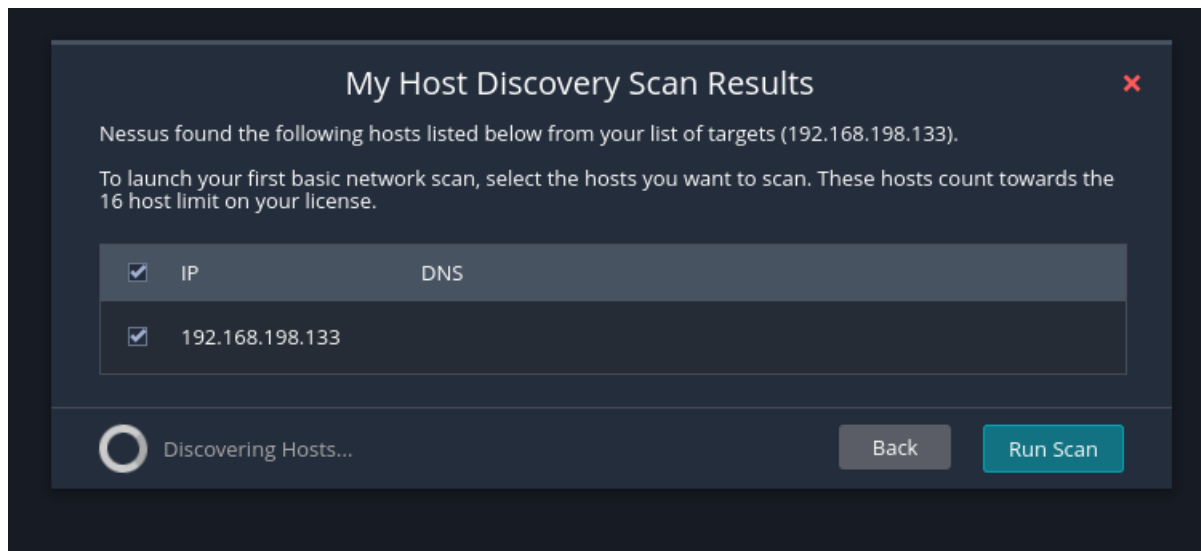 My Host Discovery Scan Results
Nessus found the following hosts listed below from your list of targets (192.168.198.133).
To launch your first basic network scan, select the hosts you want to scan. These hosts count towards the
16 host limit on your license.
IP DNS
192.168.198.133
Discovering Hosts... Back Run Scan